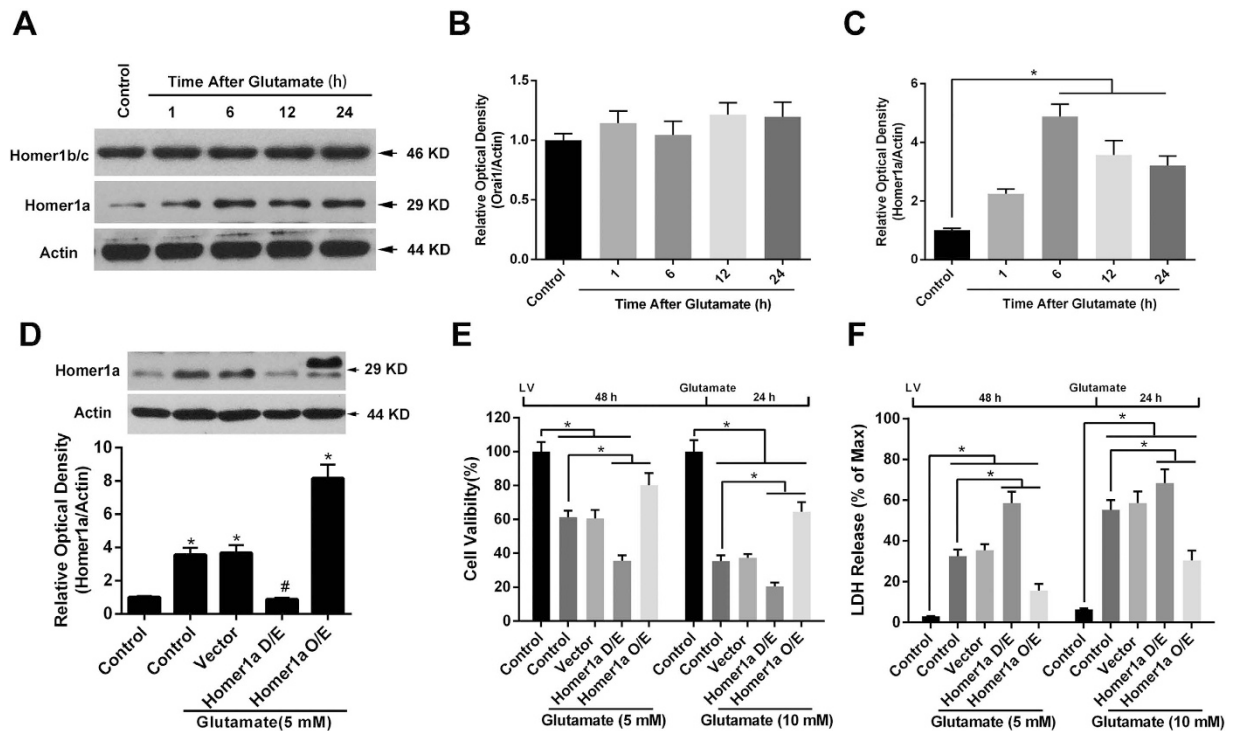 A
Control
Time After Glutamate (h)
1 6 12 24
Homer1b/c 46 KD
Homer1a 29 KD
Actin 44 KD
B
Relative Optical Density
(Orai1/Actin)
1.5
1.0
0.5
0.0
Control 1 6 12 24
Time After Glutamate (h)
C
Relative Optical Density
(Homer1a/Actin)
6
4
2
0
*
Control 1 6 12 24
Time After Glutamate (h)
D
Homer1a 29 KD
Actin 44 KD
Relative Optical Density
(Homer1a/Actin)
10
8
6
4
2
0
* * # *
Control Control Vector Homer1a D/E Homer1a O/E
Glutamate(5 mM)
E
LV Glutamate
48 h 24 h
Cell Valibilty(%)
120
100
80
60
40
20
0
* *
* *
Control Control Vector Homer1a D/E Homer1a O/E Control Control Vector Homer1a D/E Homer1a O/E
Glutamate (5 mM) Glutamate (10 mM)
F
LV Glutamate
48 h 24 h
LDH Release (% of Max)
100
80
60
40
20
0
* *
* *
Control Control Vector Homer1a D/E Homer1a O/E Control Control Vector Homer1a D/E Homer1a O/E
Glutamate (5 mM) Glutamate (10 mM)